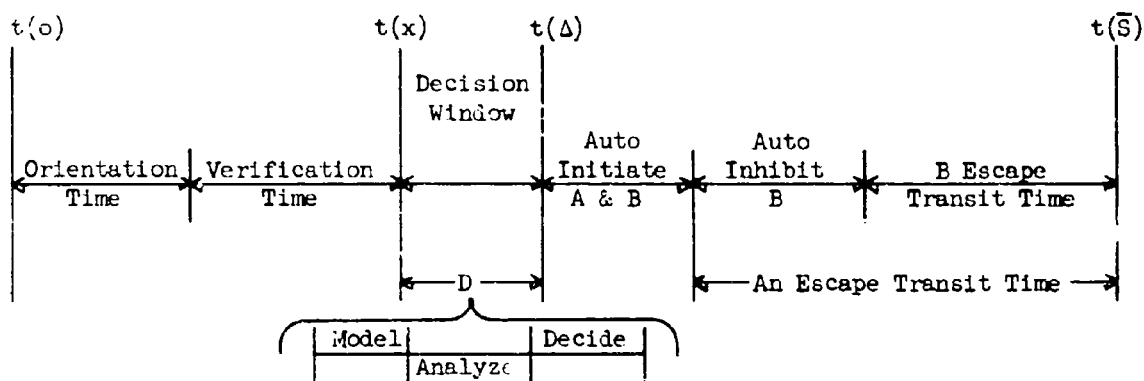 t(o) t(x) t(Δ) t(S̅)
Decision
Window
Orientation
Time
Verification
Time
Auto
Initiate
A & B
Auto
Inhibit
B
B Escape
Transit Time
D
An Escape Transit Time
Model
Analyze
Decide